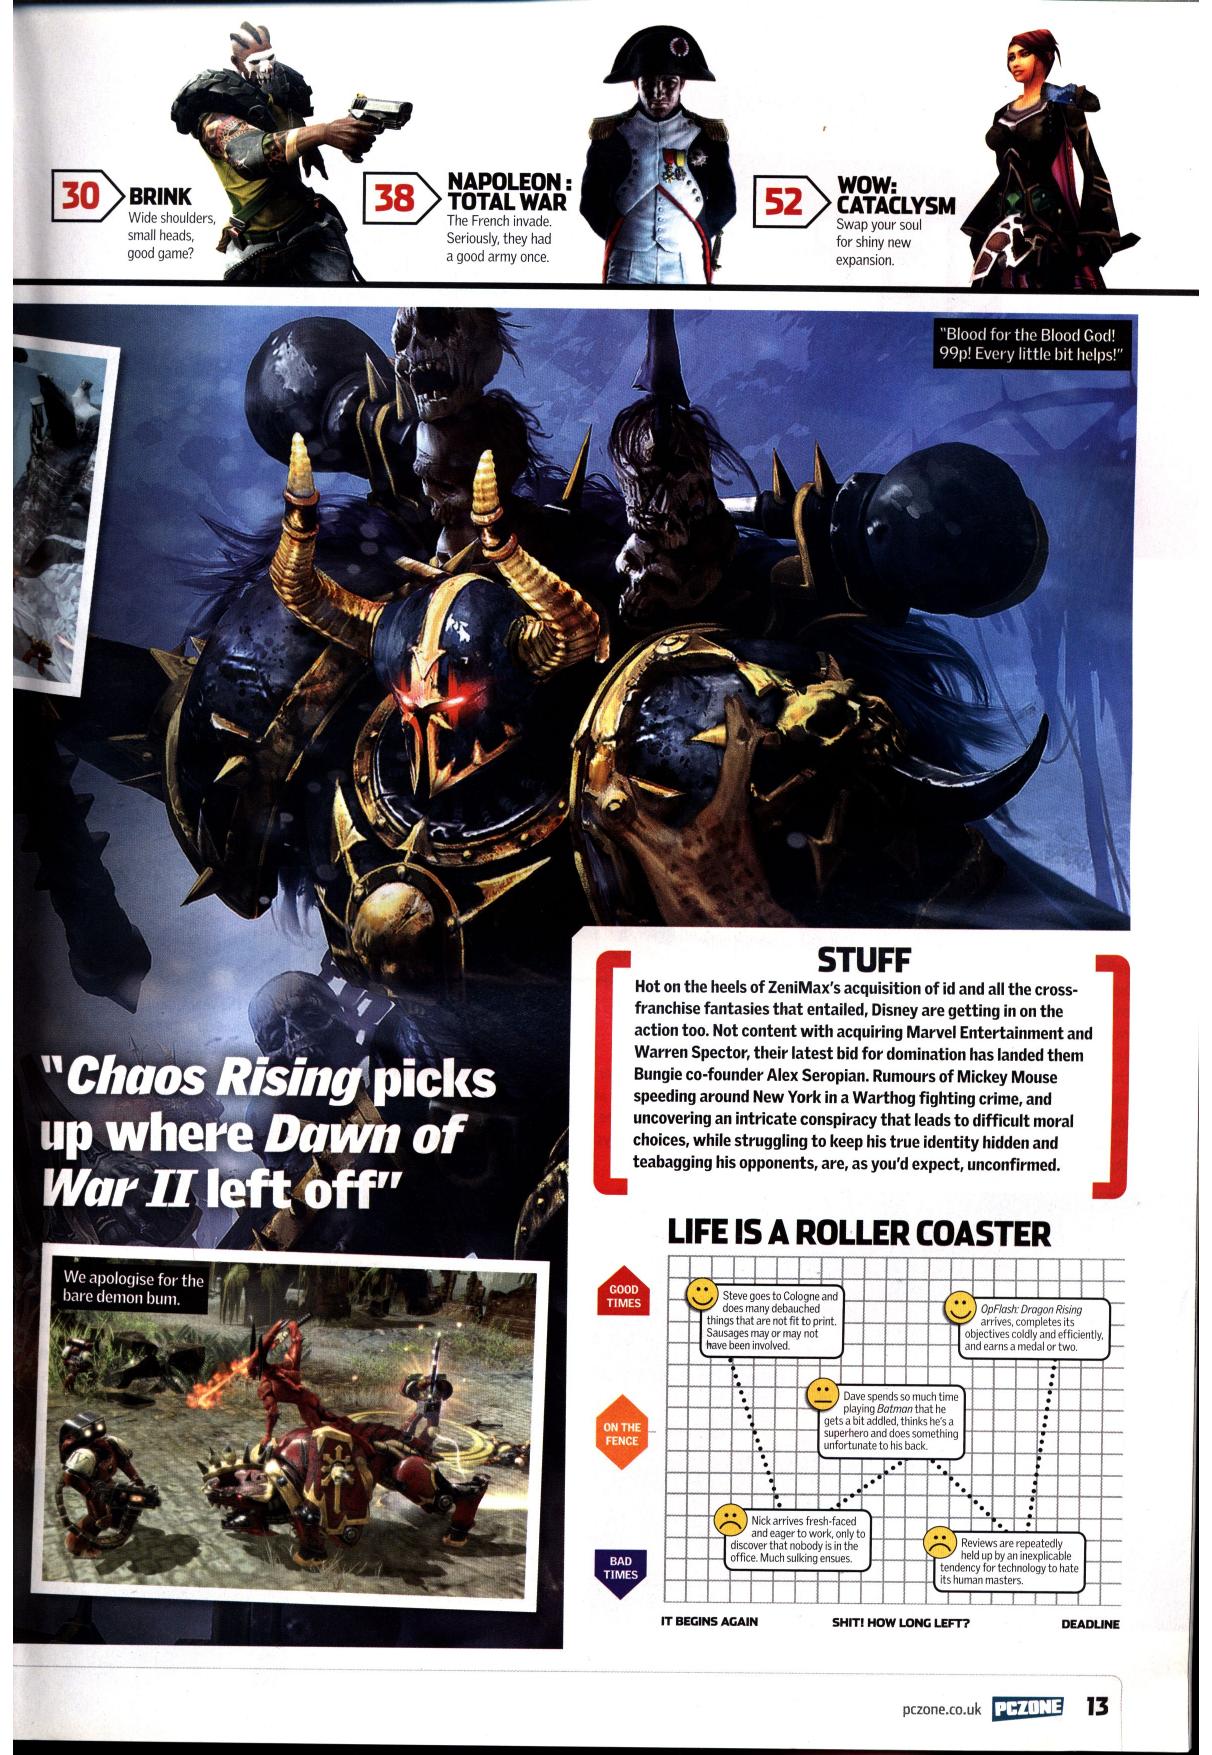 30
BRINK
Wide shoulders,
small heads,
good game?
38
NAPOLEON:
TOTAL WAR
The French invade.
Seriously, they had
a good army once.
52
WOW:
CATACLYSM
Swap your soul
for shiny new
expansion.
"Blood for the Blood God!
99p! Every little bit helps!"
"Chaos Rising picks
up where Dawn of
War II left off"
We apologise for the
bare demon bum.
STUFF
Hot on the heels of ZeniMax's acquisition of id and all the cross-
franchise fantasies that entailed, Disney are getting in on the
action too. Not content with acquiring Marvel Entertainment and
Warren Spector, their latest bid for domination has landed them
Bungie co-founder Alex Seropian. Rumours of Mickey Mouse
speeding around New York in a Warthog fighting crime, and
uncovering an intricate conspiracy that leads to difficult moral
choices, while struggling to keep his true identity hidden and
teabagging his opponents, are, as you'd expect, unconfirmed.
LIFE IS A ROLLER COASTER
GOOD
TIMES
Steve goes to Cologne and
does many debauched
things that are not fit to print.
Sausages may or may not
have been involved.
OpFlash: Dragon Rising
arrives, completes its
objectives coldly and efficiently,
and earns a medal or two.
ON THE
FENCE
Dave spends so much time
playing Batman that he
gets a bit addled, thinks he's a
superhero and does something
unfortunate to his back.
BAD
TIMES
Nick arrives fresh-faced
and eager to work, only to
discover that nobody is in the
office. Much sulking ensues.
Reviews are repeatedly
held up by an inexplicable
tendency for technology to hate
its human masters.
IT BEGINS AGAIN
SHIT! HOW LONG LEFT?
DEADLINE
pczone.co.uk PCZONE 13